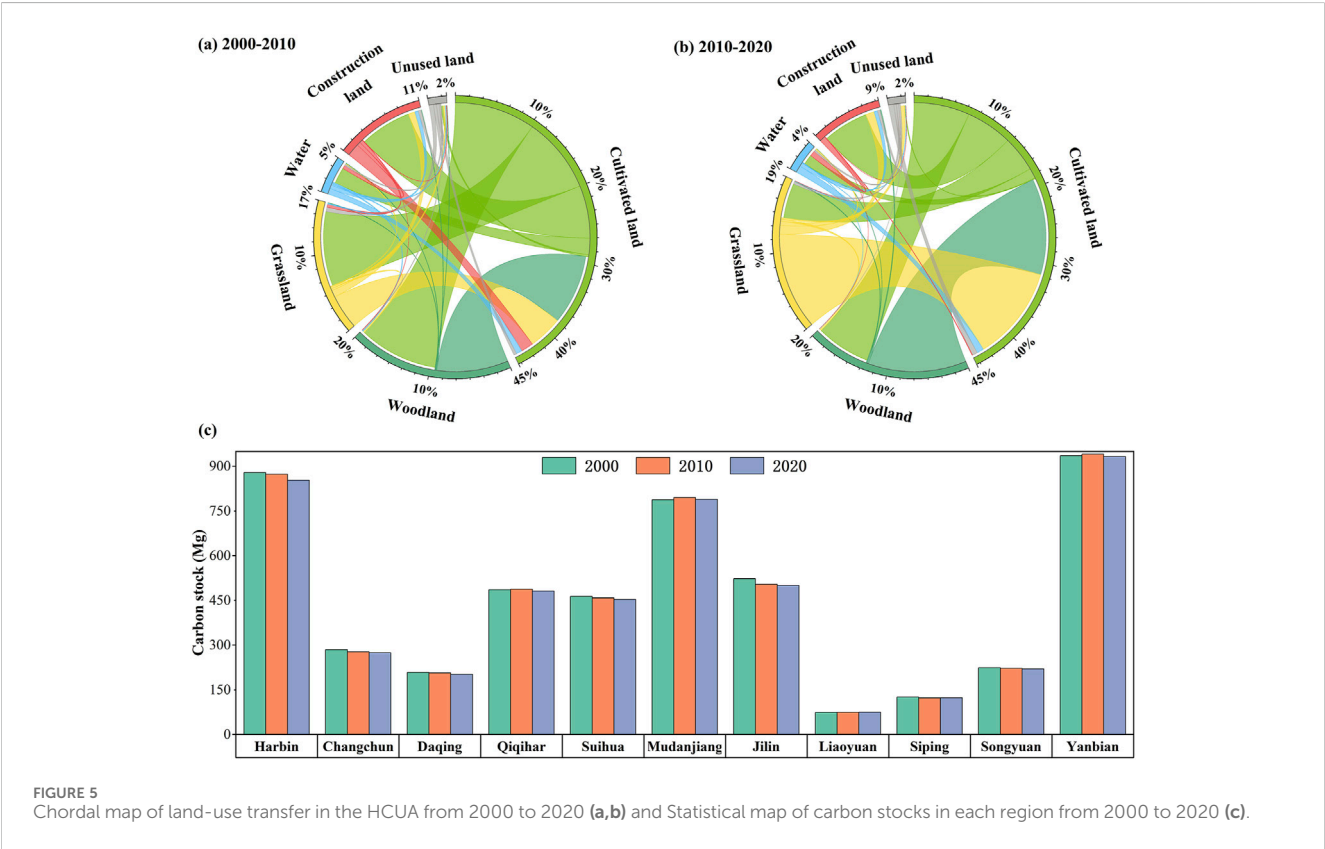 (a) 2000-2010
Construction
land
Unused land
11%
2%
10%
20%
Cultivated land
30%
40%
45%
Woodland
10%
20%
Grassland
10%
17%
Water
5%
(b) 2010-2020
Construction
land
Unused land
9%
2%
10%
20%
Cultivated land
30%
40%
45%
Woodland
10%
20%
Grassland
10%
19%
Water
4%
(c)
2000 2010 2020
Carbon stock (Mg)
900
750
600
450
300
150
0
Harbin Changchun Daqing Qiqihar Suihua Mudanjiang Jilin Liaoyuan Siping Songyuan Yanbian
FIGURE 5
Chordal map of land-use transfer in the HCUA from 2000 to 2020 (a,b) and Statistical map of carbon stocks in each region from 2000 to 2020 (c).